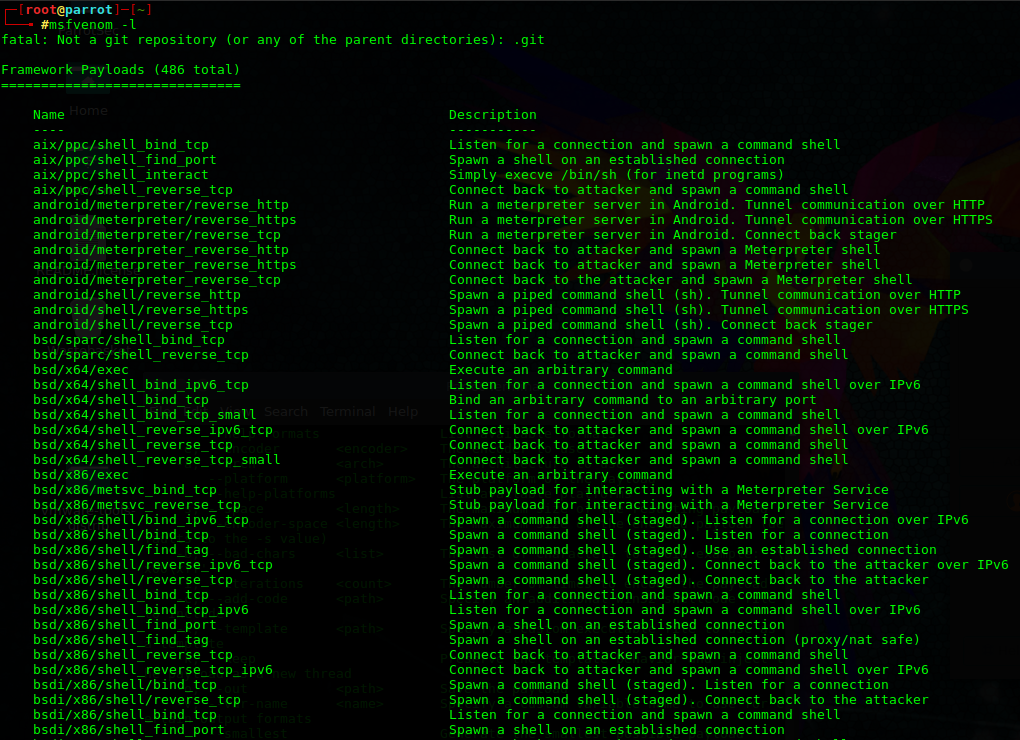 ┌─[root@parrot]─[~]
└──╼ #msfvenom -l
fatal: Not a git repository (or any of the parent directories): .git
Framework Payloads (486 total)
==============================
Name Description
---- -----------
aix/ppc/shell_bind_tcp Listen for a connection and spawn a command shell
aix/ppc/shell_find_port Spawn a shell on an established connection
aix/ppc/shell_interact Simply execve /bin/sh (for inetd programs)
aix/ppc/shell_reverse_tcp Connect back to attacker and spawn a command shell
android/meterpreter/reverse_http Run a meterpreter server in Android. Tunnel communication over HTTP
android/meterpreter/reverse_https Run a meterpreter server in Android. Tunnel communication over HTTPS
android/meterpreter/reverse_tcp Run a meterpreter server in Android. Connect back stager
android/meterpreter_reverse_http Connect back to attacker and spawn a Meterpreter shell
android/meterpreter_reverse_https Connect back to attacker and spawn a Meterpreter shell
android/meterpreter_reverse_tcp Connect back to the attacker and spawn a Meterpreter shell
android/shell/reverse_http Spawn a piped command shell (sh). Tunnel communication over HTTP
android/shell/reverse_https Spawn a piped command shell (sh). Tunnel communication over HTTPS
android/shell/reverse_tcp Spawn a piped command shell (sh). Connect back stager
bsd/sparc/shell_bind_tcp Listen for a connection and spawn a command shell
bsd/sparc/shell_reverse_tcp Connect back to attacker and spawn a command shell
bsd/x64/exec Execute an arbitrary command
bsd/x64/shell_bind_ipv6_tcp Listen for a connection and spawn a command shell over IPv6
bsd/x64/shell_bind_tcp Bind an arbitrary command to an arbitrary port
bsd/x64/shell_bind_tcp_small Listen for a connection and spawn a command shell
bsd/x64/shell_reverse_ipv6_tcp Connect back to attacker and spawn a command shell over IPv6
bsd/x64/shell_reverse_tcp Connect back to attacker and spawn a command shell
bsd/x64/shell_reverse_tcp_small Connect back to attacker and spawn a command shell
bsd/x86/exec Execute an arbitrary command
bsd/x86/metsvc_bind_tcp Stub payload for interacting with a Meterpreter Service
bsd/x86/metsvc_reverse_tcp Stub payload for interacting with a Meterpreter Service
bsd/x86/shell/bind_ipv6_tcp Spawn a command shell (staged). Listen for a connection over IPv6
bsd/x86/shell/bind_tcp Spawn a command shell (staged). Listen for a connection
bsd/x86/shell/find_tag Spawn a command shell (staged). Use an established connection
bsd/x86/shell/reverse_ipv6_tcp Spawn a command shell (staged). Connect back to the attacker over IPv6
bsd/x86/shell/reverse_tcp Spawn a command shell (staged). Connect back to the attacker
bsd/x86/shell_bind_tcp Listen for a connection and spawn a command shell
bsd/x86/shell_bind_tcp_ipv6 Listen for a connection and spawn a command shell over IPv6
bsd/x86/shell_find_port Spawn a shell on an established connection
bsd/x86/shell_find_tag Spawn a shell on an established connection (proxy/nat safe)
bsd/x86/shell_reverse_tcp Connect back to attacker and spawn a command shell
bsd/x86/shell_reverse_tcp_ipv6 Connect back to attacker and spawn a command shell over IPv6
bsdi/x86/shell/bind_tcp Spawn a command shell (staged). Listen for a connection
bsdi/x86/shell/reverse_tcp Spawn a command shell (staged). Connect back to the attacker
bsdi/x86/shell_bind_tcp Listen for a connection and spawn a command shell
bsdi/x86/shell_find_port Spawn a shell on an established connection
Home
Search Terminal Help